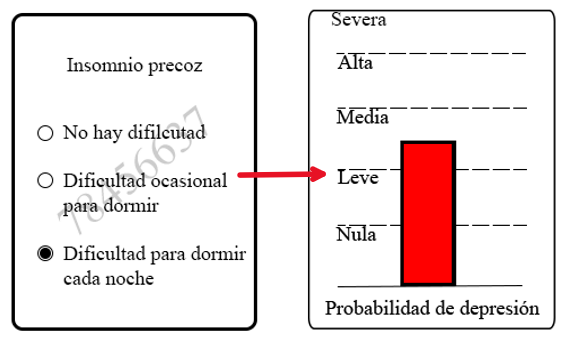 Insomnio precoz
No hay difilcutad
Dificultad ocasional
para dormir
Dificultad para dormir
cada noche
78456637
Severa
Alta
Media
Leve
Nula
Probabilidad de depresión